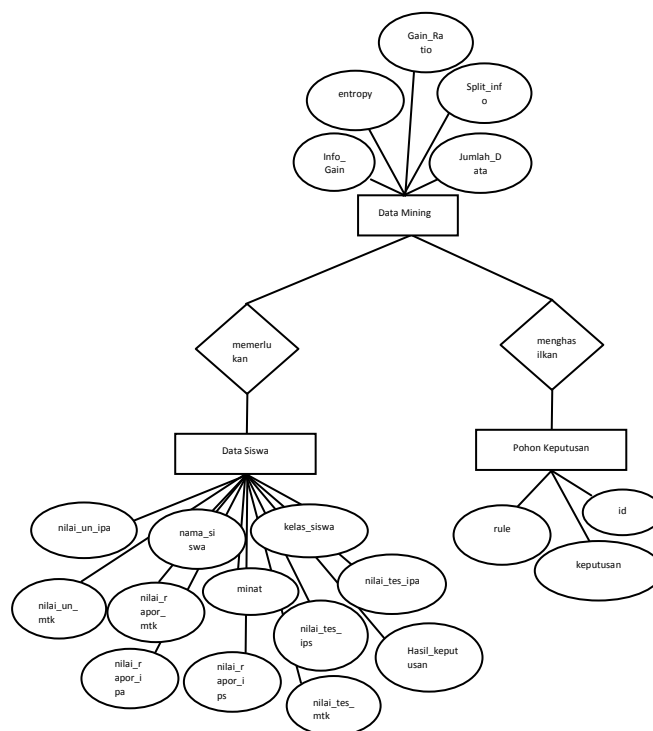 Gain_Ra
tio
Split_inf
o
entropy
Info_
Gain
Jumlah_D
ata
Data Mining
memerlu
kan
menghas
ilkan
Data Siswa
Pohon Keputusan
nilai_un_ipa
nama_si
swa
kelas_siswa
rule
id
keputusan
nilai_un_
mtk
nilai_r
apor_
mtk
minat
nilai_tes_ipa
nilai_r
apor_i
pa
nilai_r
apor_i
ps
nilai_tes_
ips
Hasil_keput
usan
nilai_tes_
mtk